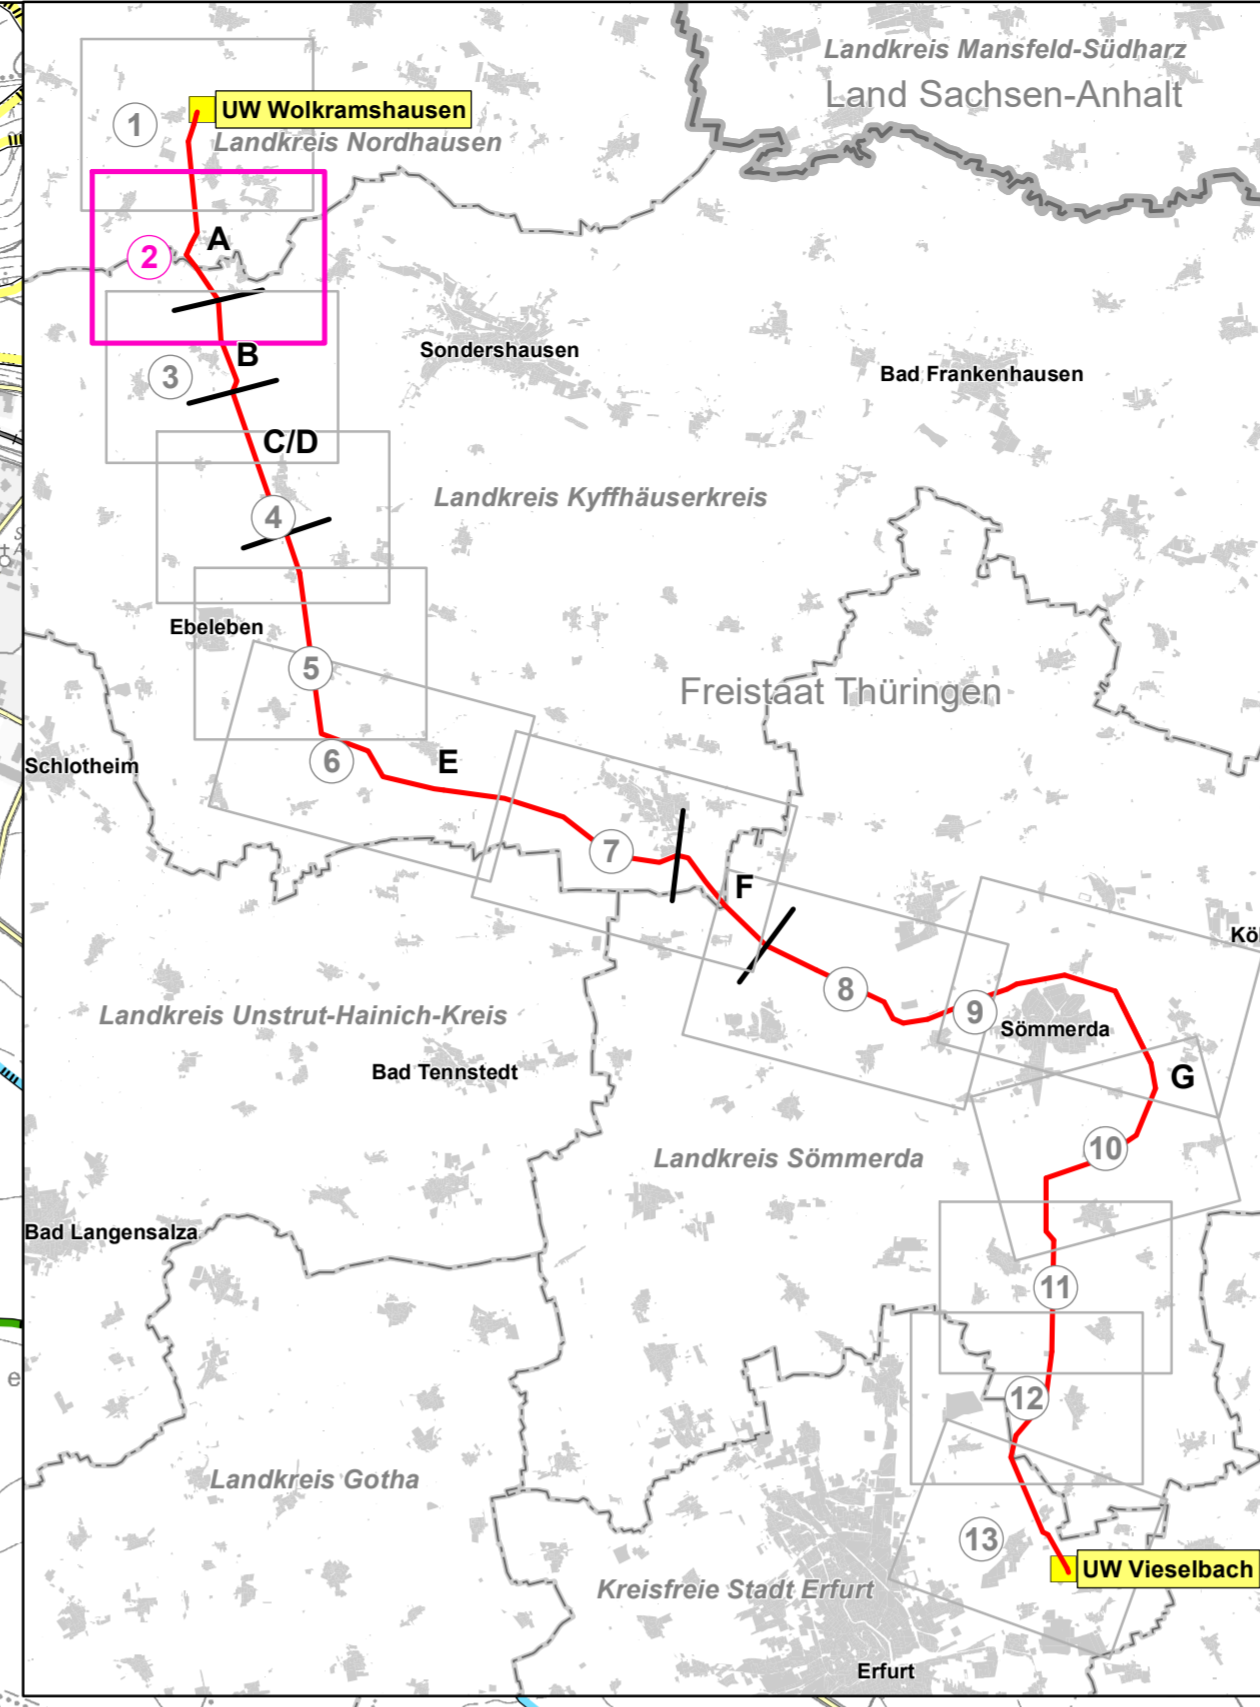 Landkreis Mansfeld-Südharz
Land Sachsen-Anhalt
UW Wolkramshausen
1
Landkreis Nordhausen
A
2
Sondershausen
B
3
Bad Frankenhausen
C/D
Landkreis Kyffhäuserkreis
4
Ebeleben
5
Freistaat Thüringen
6
E
Schlotheim
7
F
Kö
8
9
Landkreis Unstrut-Hainich-Kreis
Sömmerda
Bad Tennstedt
G
10
Landkreis Sömmerda
Bad Langensalza
11
e
12
Landkreis Gotha
13
UW Vieselbach
Kreisfreie Stadt Erfurt
Erfurt